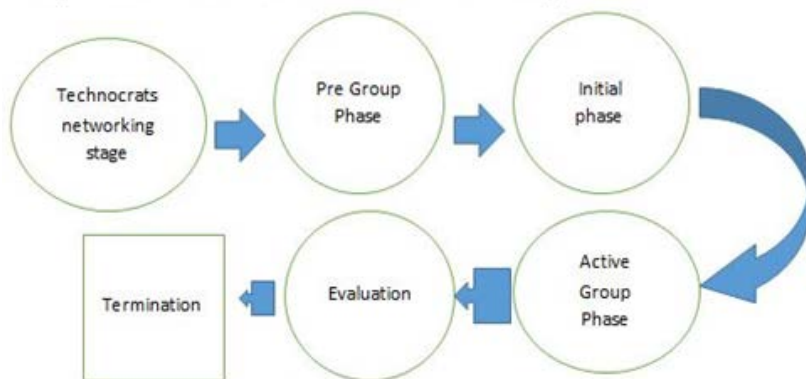 Technocrats
networking
stage
Pre Group
Phase
Initial
phase
Active
Group
Phase
Evaluation
Termination